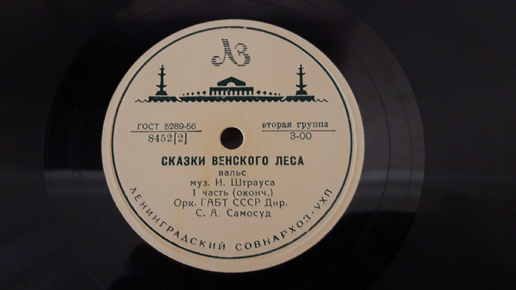 ЛЗ
ГОСТ 5289-56
вторая группа
8452[2]
3-00
СКАЗКИ ВЕНСКОГО ЛЕСА
вальс
муз. И. Штрауса
1 часть (оконч.)
Орк. ГАБТ СССР Дир.
С. А. Самосуд
ЛЕНИНГРАДСКИЙ СОВНАРХОЗ·УХП